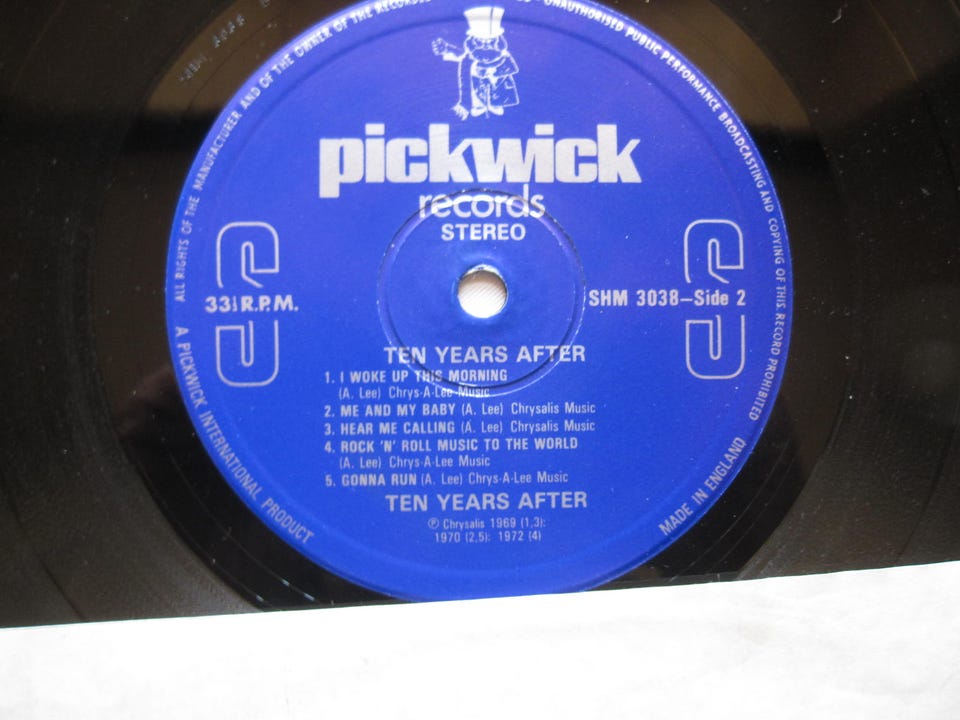 ALL RIGHTS OF THE MANUFACTURER AND OF THE OWNER OF THE RECORDED
UNAUTHORISED PUBLIC PERFORMANCE BROADCASTING AND COPYING OF THIS RECORD PROHIBITED
pickwick
records
STEREO
33⅓ R.P.M.
SHM 3038–Side 2
TEN YEARS AFTER
1. I WOKE UP THIS MORNING
(A. Lee) Chrys-A-Lee Music
2. ME AND MY BABY (A. Lee) Chrysalis Music
3. HEAR ME CALLING (A. Lee) Chrysalis Music
4. ROCK 'N' ROLL MUSIC TO THE WORLD
(A. Lee) Chrys-A-Lee Music
5. GONNA RUN (A. Lee) Chrys-A-Lee Music
TEN YEARS AFTER
℗ Chrysalis 1969 (1,3):
1970 (2,5): 1972 (4)
A PICKWICK INTERNATIONAL PRODUCT
MADE IN ENGLAND